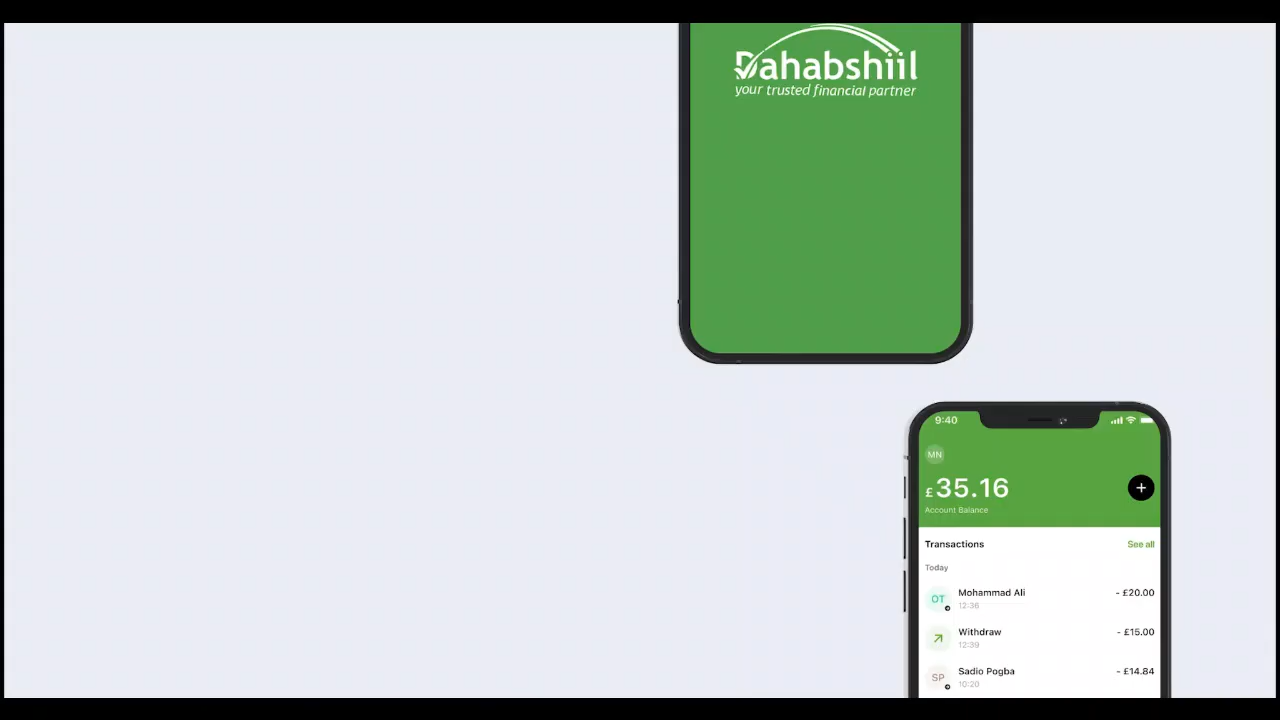 Dahabshiil
your trusted financial partner
9:40
MN
£35.16
Account Balance
+
Transactions
See all
Today
OT
Mohammad Ali
- £20.00
12:36
Withdraw
- £15.00
12:39
SP
Sadio Pogba
- £14.84
10:20